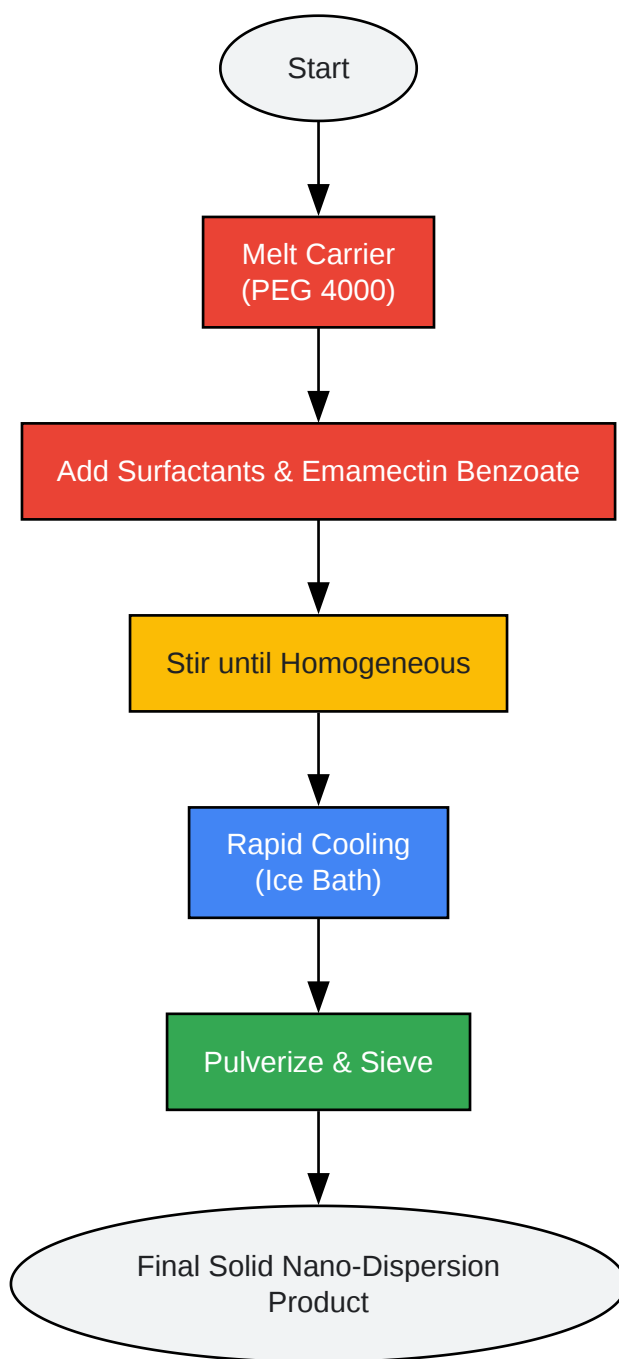 Start
Melt Carrier
(PEG 4000)
Add Surfactants & Emamectin Benzoate
Stir until Homogeneous
Rapid Cooling
(Ice Bath)
Pulverize & Sieve
Final Solid Nano-Dispersion
Product